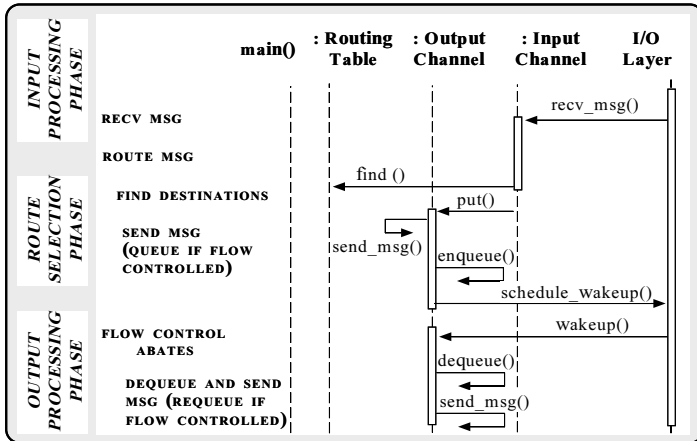 main()
: Routing
Table
: Output
Channel
: Input
Channel
I/O
Layer
INPUT
PROCESSING
PHASE
RECV MSG
recv_msg()
ROUTE MSG
ROUTE
SELECTION
PHASE
find ()
FIND DESTINATIONS
put()
SEND MSG
(QUEUE IF FLOW
CONTROLLED)
send_msg()
enqueue()
schedule_wakeup()
OUTPUT
PROCESSING
PHASE
FLOW CONTROL
ABATES
wakeup()
dequeue()
DEQUEUE AND SEND
MSG (REQUEUE IF
FLOW CONTROLLED)
send_msg()